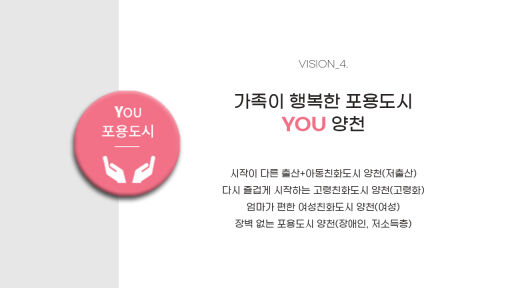 VISION_4.
YOU
포용도시
가족이 행복한 포용도시
YOU 양천
시작이 다른 출산+아동친화도시 양천(저출산)
다시 즐겁게 시작하는 고령친화도시 양천(고령화)
엄마가 편한 여성친화도시 양천(여성)
장벽 없는 포용도시 양천(장애인, 저소득층)